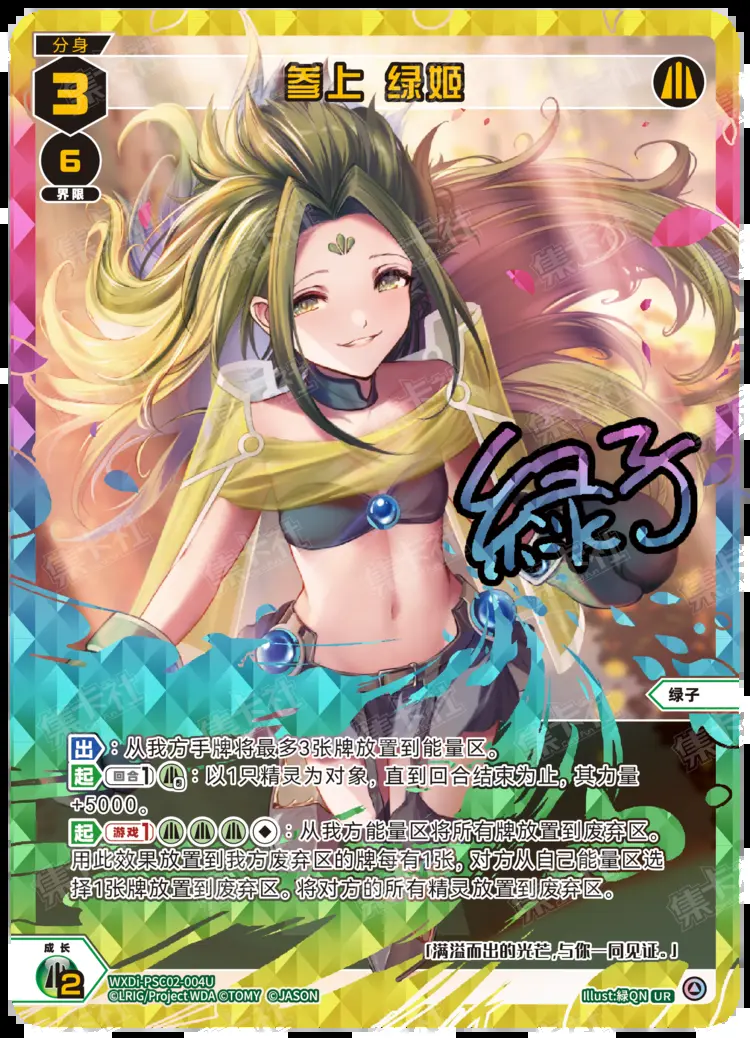 分身
3
参上 绿姬
6
界限
緑子
绿子
出：从我方手牌将最多3张牌放置到能量区。
起 回合1 0：以1只精灵为对象，直到回合结束为止，其力量
+5000。
起 游戏1：从我方能量区将所有牌放置到废弃区。
用此效果放置到我方废弃区的牌每有1张，对方从自己能量区选
择1张牌放置到废弃区。将对方的所有精灵放置到废弃区。
「满溢而出的光芒,与你一同见证。」
成长
2
WXDi-PSC02-004U
©LRIG/Project WDA ©TOMY ©JASON
Illust:緑QN UR
集卡社